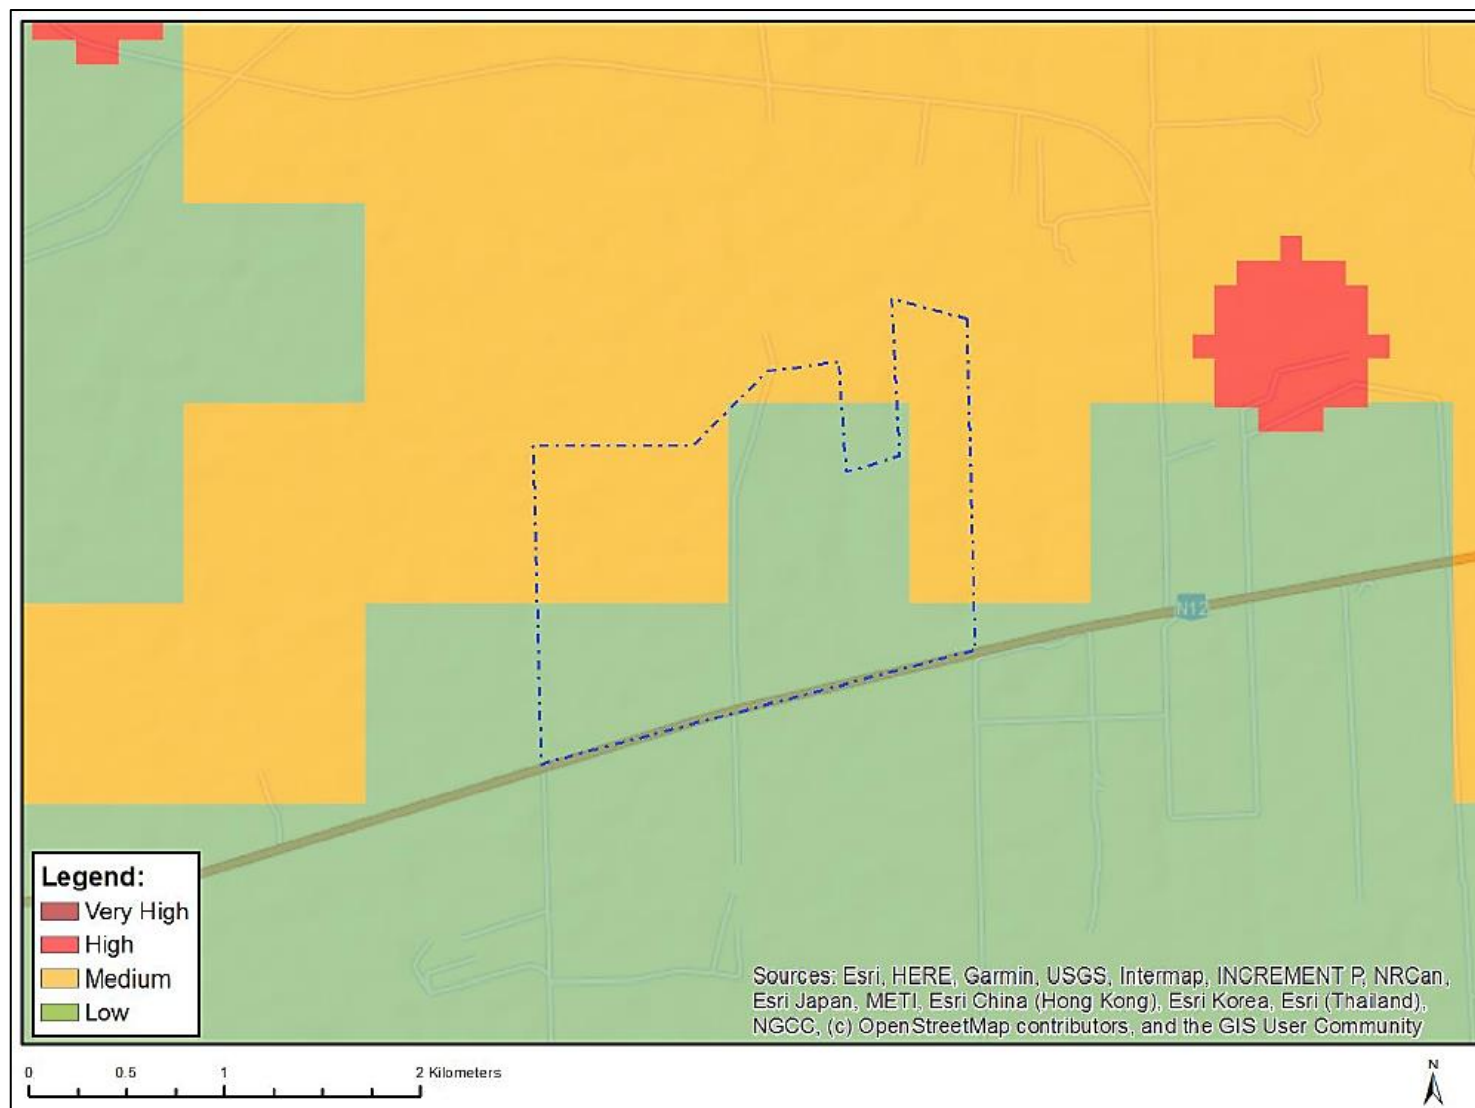 N12
Legend:
Very High
High
Medium
Low
Sources: Esri, HERE, Garmin, USGS, Intermap, INCREMENT P, NRCan,
Esri Japan, METI, Esri China (Hong Kong), Esri Korea, Esri (Thailand),
NGCC, (c) OpenStreetMap contributors, and the GIS User Community
0 0.5 1 2 Kilometers
N